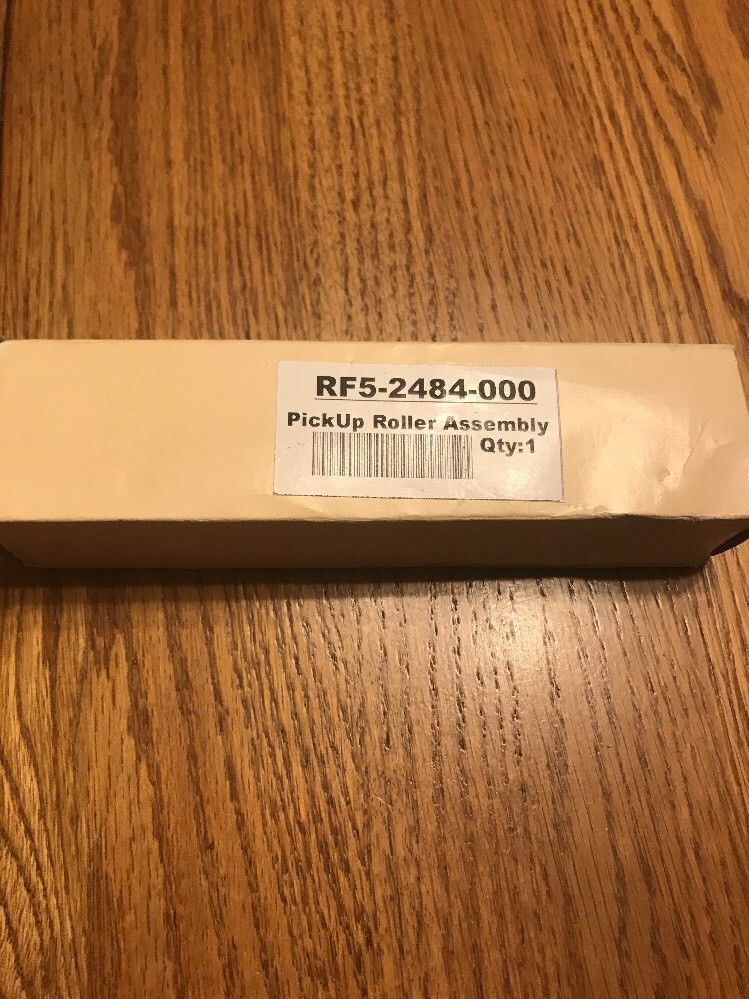 RF5-2484-000
PickUp Roller Assembly
Qty:1